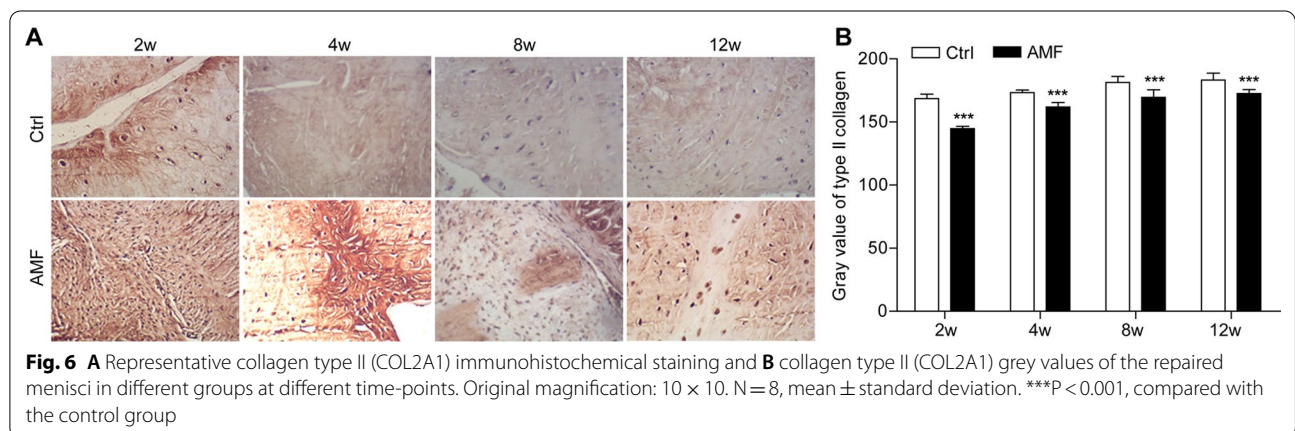 A
2w 4w 8w 12w
Ctrl
AMF
B
Ctrl AMF
Gray value of type II collagen
200
150
100
50
0
***
***
***
***
2w 4w 8w 12w
Fig. 6 A Representative collagen type II (COL2A1) immunohistochemical staining and B collagen type II (COL2A1) grey values of the repaired
menisci in different groups at different time-points. Original magnification: 10 × 10. N = 8, mean ± standard deviation. ***P < 0.001, compared with
the control group